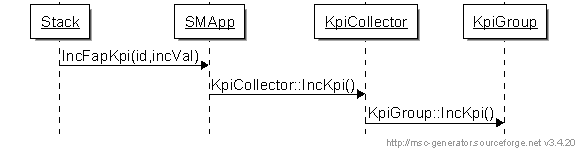 Stack
SMApp
KpiCollector
KpiGroup
IncFapKpi(id,incVal)
KpiCollector::IncKpi()
KpiGroup::IncKpi()
http://msc-generator.sourceforge.net v3.4.20